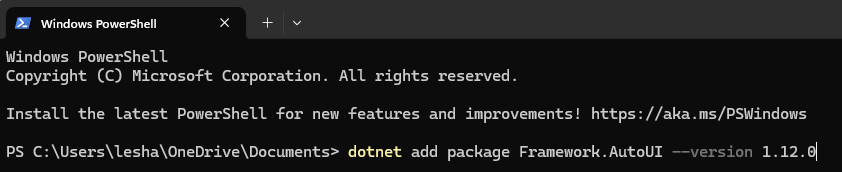 Windows PowerShell
Windows PowerShell
Copyright (C) Microsoft Corporation. All rights reserved.
Install the latest PowerShell for new features and improvements! https://aka.ms/PSWindows
PS C:\Users\lesha\OneDrive\Documents> dotnet add package Framework.AutoUI --version 1.12.0